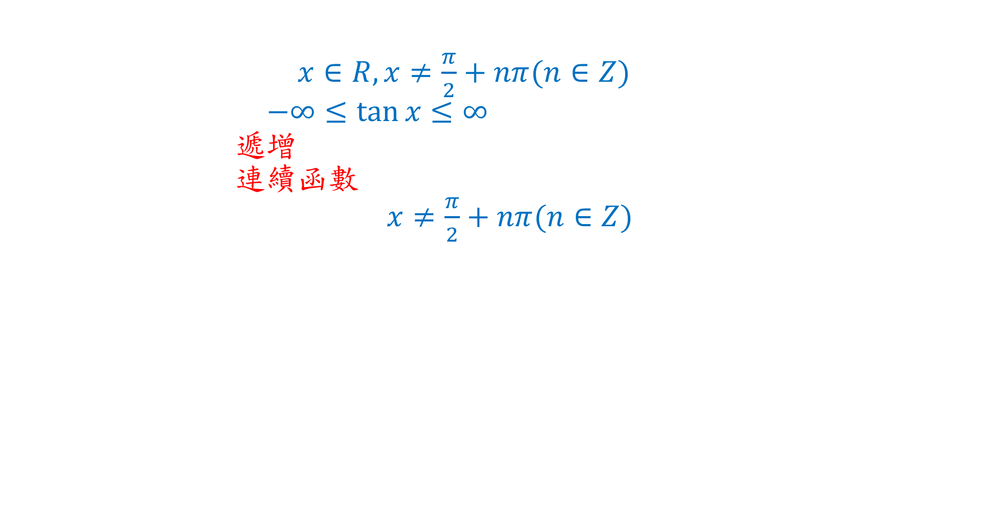 x ∈ R, x ≠ π/2 + nπ(n ∈ Z)
−∞ ≤ tan x ≤ ∞
遞增
連續函數
x ≠ π/2 + nπ(n ∈ Z)